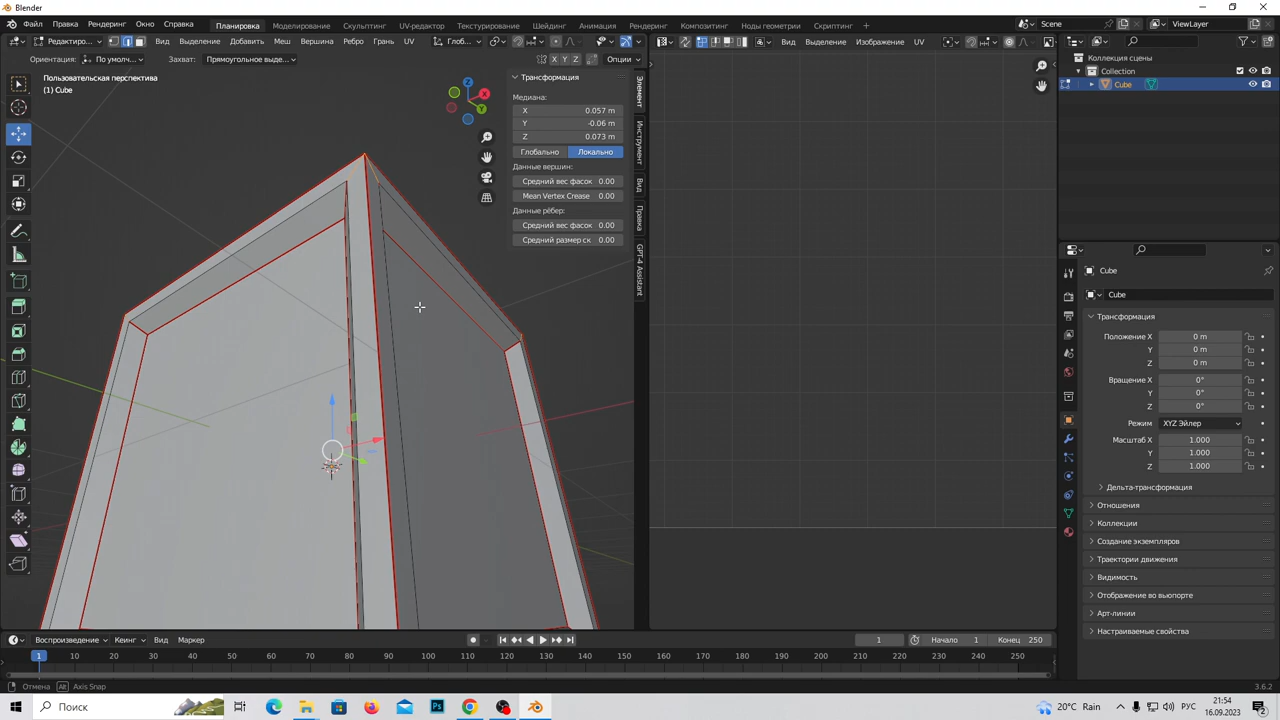 Blender
Файл Правка Рендеринг Окно Справка Планировка Моделирование Скульптинг UV-редактор Текстурирование Шейдинг Анимация Рендеринг Композитинг Ноды геометрии Скриптинг + Scene ViewLayer
Редактиро... Вид Выделение Добавить Меш Вершина Ребро Грань UV Глоб... Вид Выделение Изображение UV
Ориентация: По умолч... Захват: Прямоугольное выде... X Y Z Опции
Коллекция сцены
Collection
Cube
Пользовательская перспектива
(1) Cube
Трансформация
Медиана:
X 0.057 m
Y -0.06 m
Z 0.073 m
Глобально Локально
Данные вершин:
Средний вес фасок 0.00
Mean Vertex Crease 0.00
Данные рёбер:
Средний вес фасок 0.00
Средний размер ск 0.00
Элемент
Инструмент
Вид
Правка
GPT-4 Assistant
Z
X
Y
Cube
Cube
Трансформация
Положение X 0 m
Y 0 m
Z 0 m
Вращение X 0°
Y 0°
Z 0°
Режим XYZ Эйлер
Масштаб X 1.000
Y 1.000
Z 1.000
Дельта-трансформация
Отношения
Коллекции
Создание экземпляров
Траектории движения
Видимость
Отображение во вьюпорте
Арт-линии
Настраиваемые свойства
Воспроизведение Кеинг Вид Маркер 1 Начало 1 Конец 250
1 10 20 30 40 50 60 70 80 90 100 110 120 130 140 150 160 170 180 190 200 210 220 230 240 250
Отмена Alt Axis Snap 3.6.2
Поиск Ps 20°C Rain РУС 21:54
16.09.2023 2